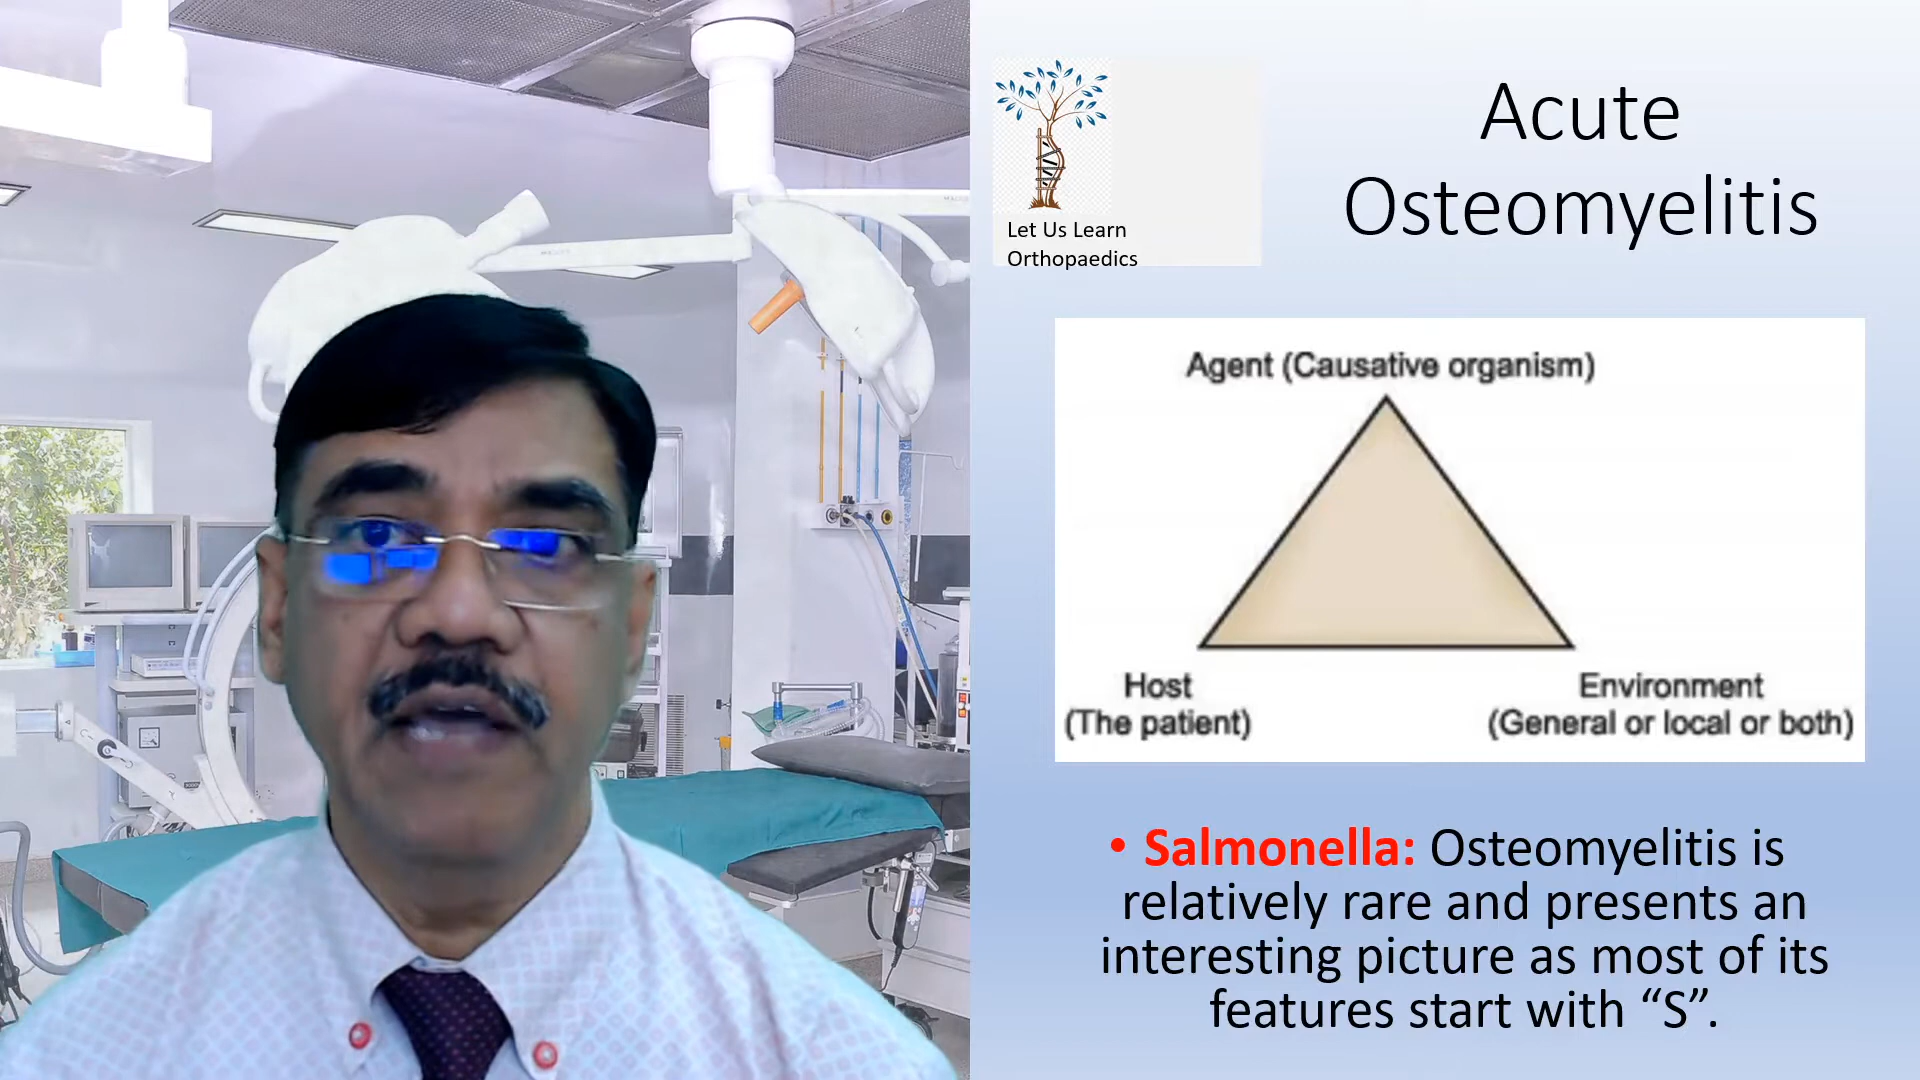 Let Us Learn
Orthopaedics
Acute
Osteomyelitis
Agent (Causative organism)
Host
(The patient)
Environment
(General or local or both)
• Salmonella: Osteomyelitis is
relatively rare and presents an
interesting picture as most of its
features start with “S”.